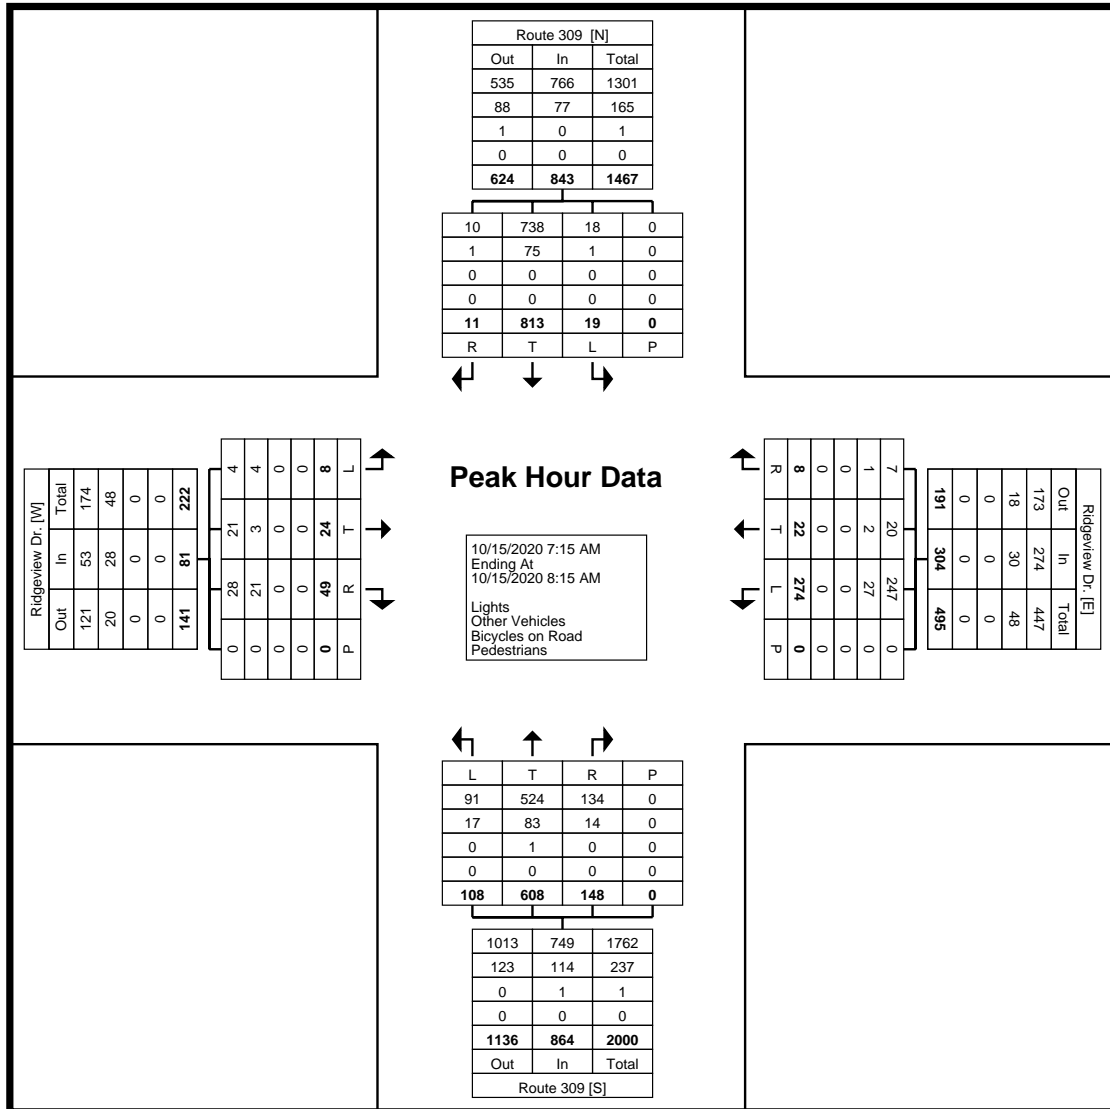 Route 309 [N]
Out In Total
535 766 1301
88 77 165
1 0 1
0 0 0
624 843 1467
10 738 18 0
1 75 1 0
0 0 0 0
0 0 0 0
11 813 19 0
R T L P
Ridgeview Dr. [W]
Total In Out
174 53 121
48 28 20
0 0 0
0 0 0
222 81 141
4 21 28 0
4 3 21 0
0 0 0 0
0 0 0 0
8 24 49 0
L T R P
Peak Hour Data
10/15/2020 7:15 AM
Ending At
10/15/2020 8:15 AM
Lights
Other Vehicles
Bicycles on Road
Pedestrians
Ridgeview Dr. [E]
Out In Total
173 274 447
18 30 48
0 0 0
0 0 0
191 304 495
7 20 247 0
1 2 27 0
0 0 0 0
0 0 0 0
8 22 274 0
R T L P
L T R P
91 524 134 0
17 83 14 0
0 1 0 0
0 0 0 0
108 608 148 0
1013 749 1762
123 114 237
0 1 1
0 0 0
1136 864 2000
Out In Total
Route 309 [S]